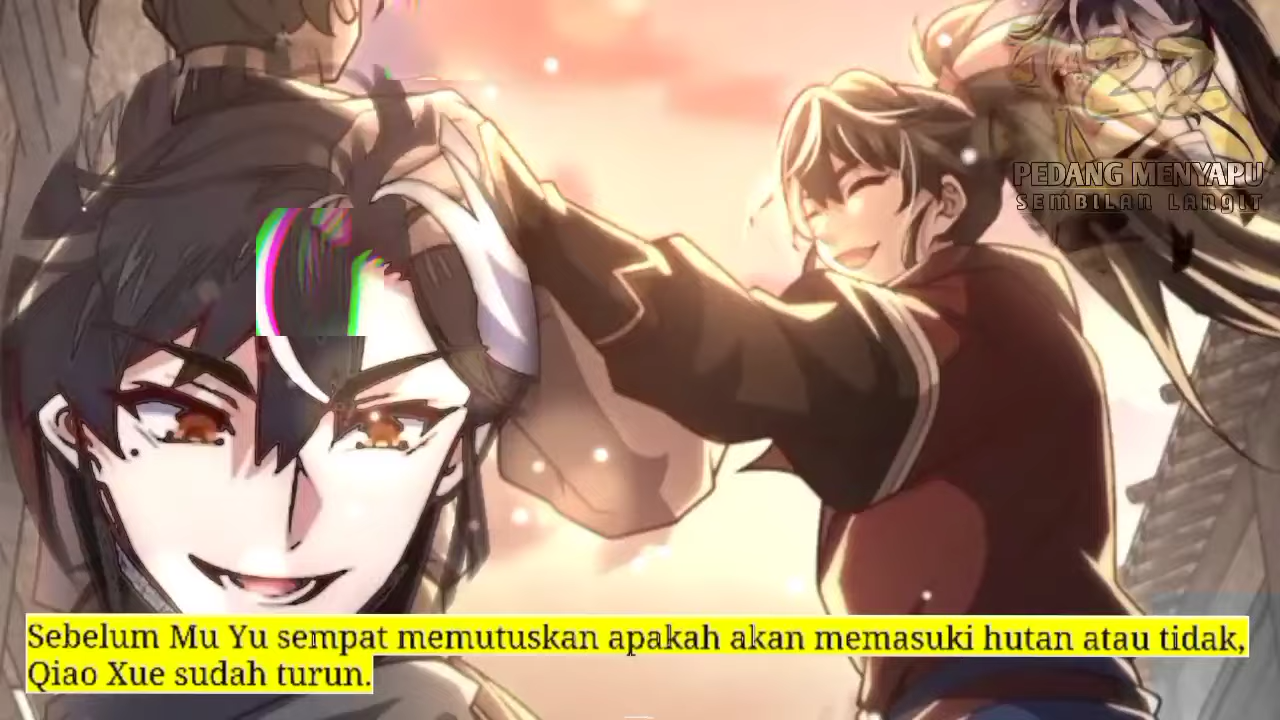 22
PEDANG MENYAPU
SEMBILAN LANGIT
Sebelum Mu Yu sempat memutuskan apakah akan memasuki hutan atau tidak,
Qiao Xue sudah turun.